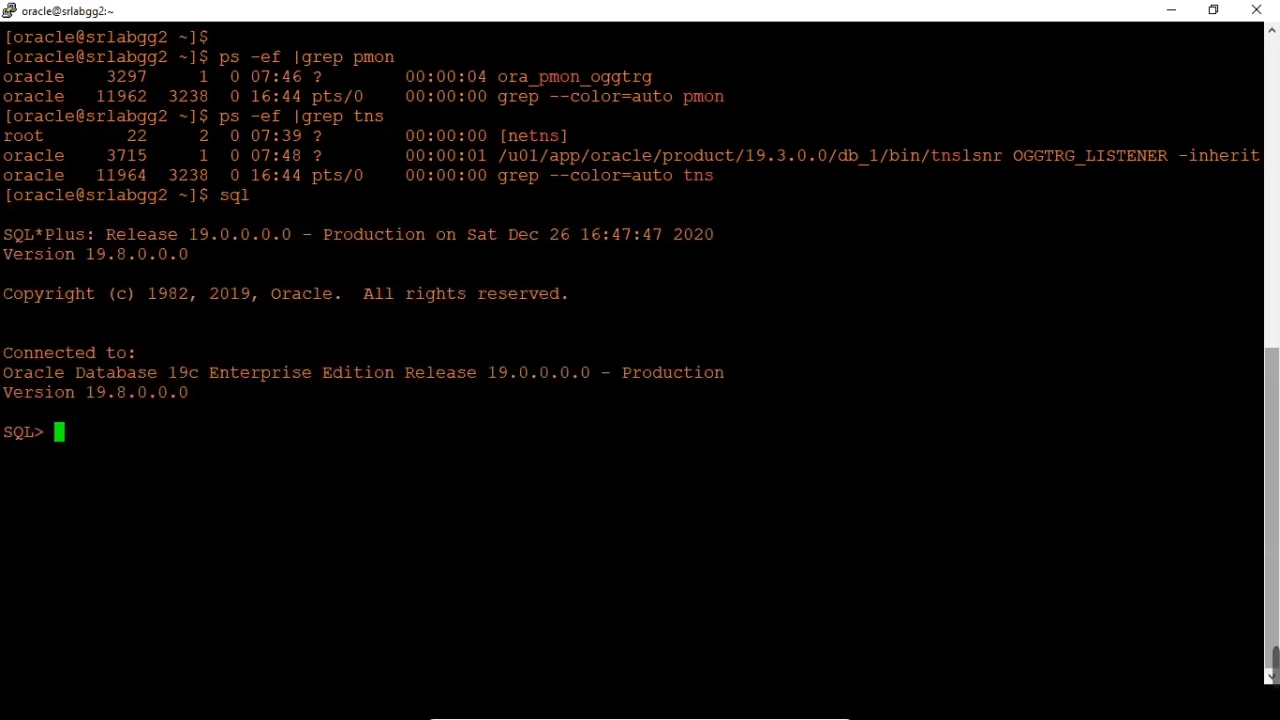 oracle@srlabgg2:~
[oracle@srlabgg2 ~]$
[oracle@srlabgg2 ~]$ ps -ef |grep pmon
oracle    3297     1  0 07:46 ?        00:00:04 ora_pmon_oggtrg
oracle   11962  3238  0 16:44 pts/0    00:00:00 grep --color=auto pmon
[oracle@srlabgg2 ~]$ ps -ef |grep tns
root        22     2  0 07:39 ?        00:00:00 [netns]
oracle    3715     1  0 07:48 ?        00:00:01 /u01/app/oracle/product/19.3.0.0/db_1/bin/tnslsnr OGGTRG_LISTENER -inherit
oracle   11964  3238  0 16:44 pts/0    00:00:00 grep --color=auto tns
[oracle@srlabgg2 ~]$ sql
SQL*Plus: Release 19.0.0.0.0 - Production on Sat Dec 26 16:47:47 2020
Version 19.8.0.0.0
Copyright (c) 1982, 2019, Oracle.  All rights reserved.
Connected to:
Oracle Database 19c Enterprise Edition Release 19.0.0.0.0 - Production
Version 19.8.0.0.0
SQL>